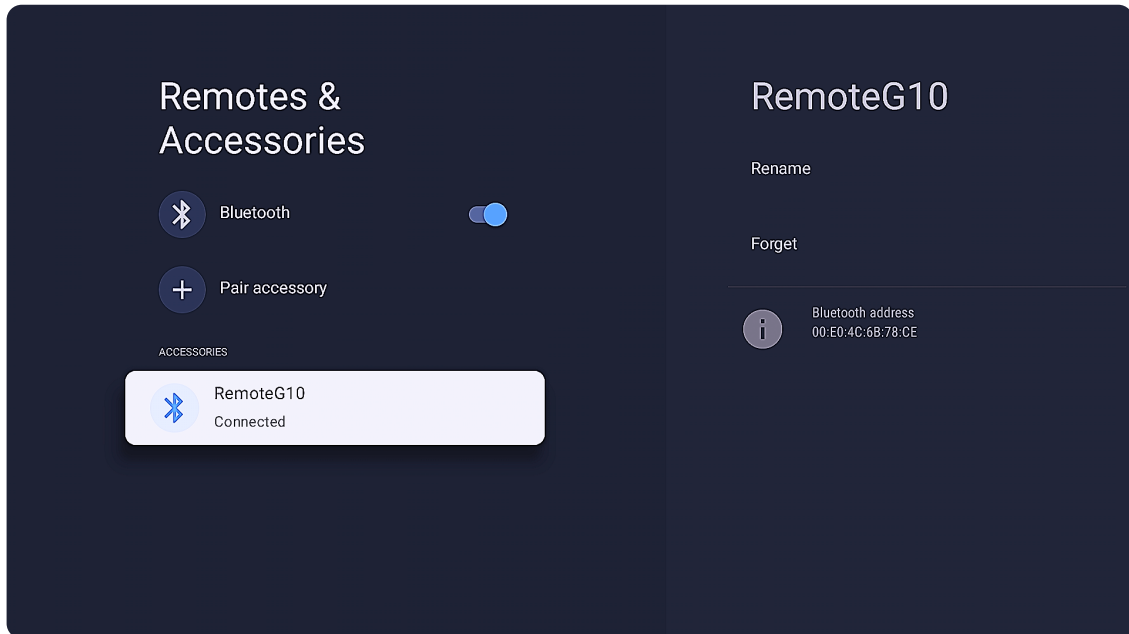 Remotes &
Accessories
Bluetooth
Pair accessory
ACCESSORIES
RemoteG10
Connected
RemoteG10
Rename
Forget
Bluetooth address
00:E0:4C:6B:78:CE